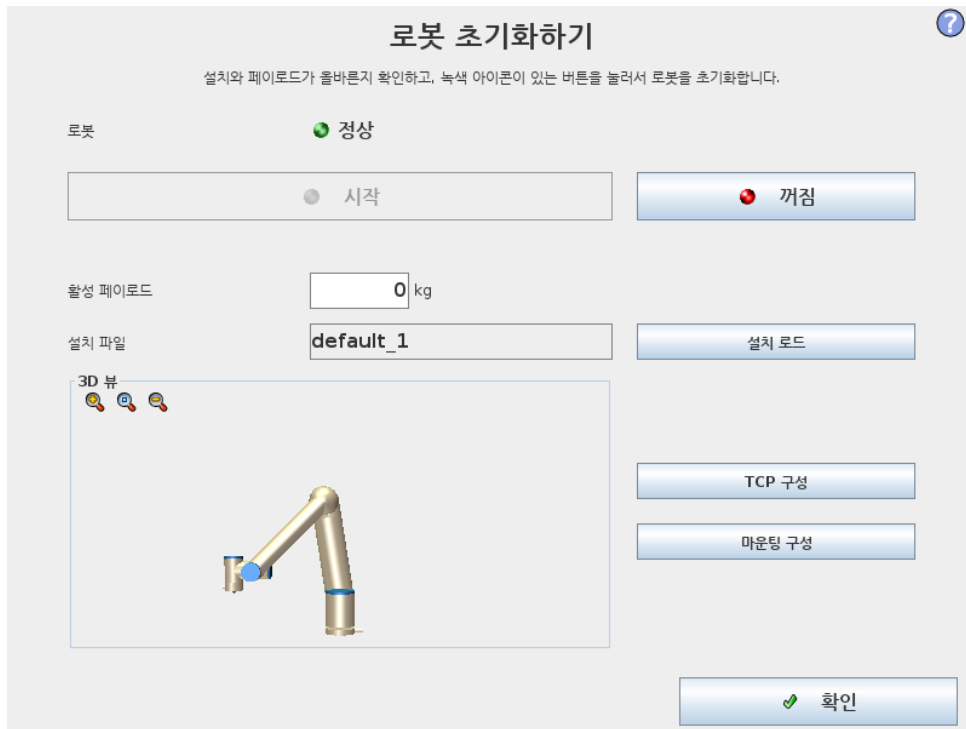 로봇 초기화하기
?
설치와 페이로드가 올바른지 확인하고, 녹색 아이콘이 있는 버튼을 눌러서 로봇을 초기화합니다.
로봇 정상
시작 꺼짐
활성 페이로드 0 kg
설치 파일 default_1 설치 로드
3D 뷰
TCP 구성
마운팅 구성
확인